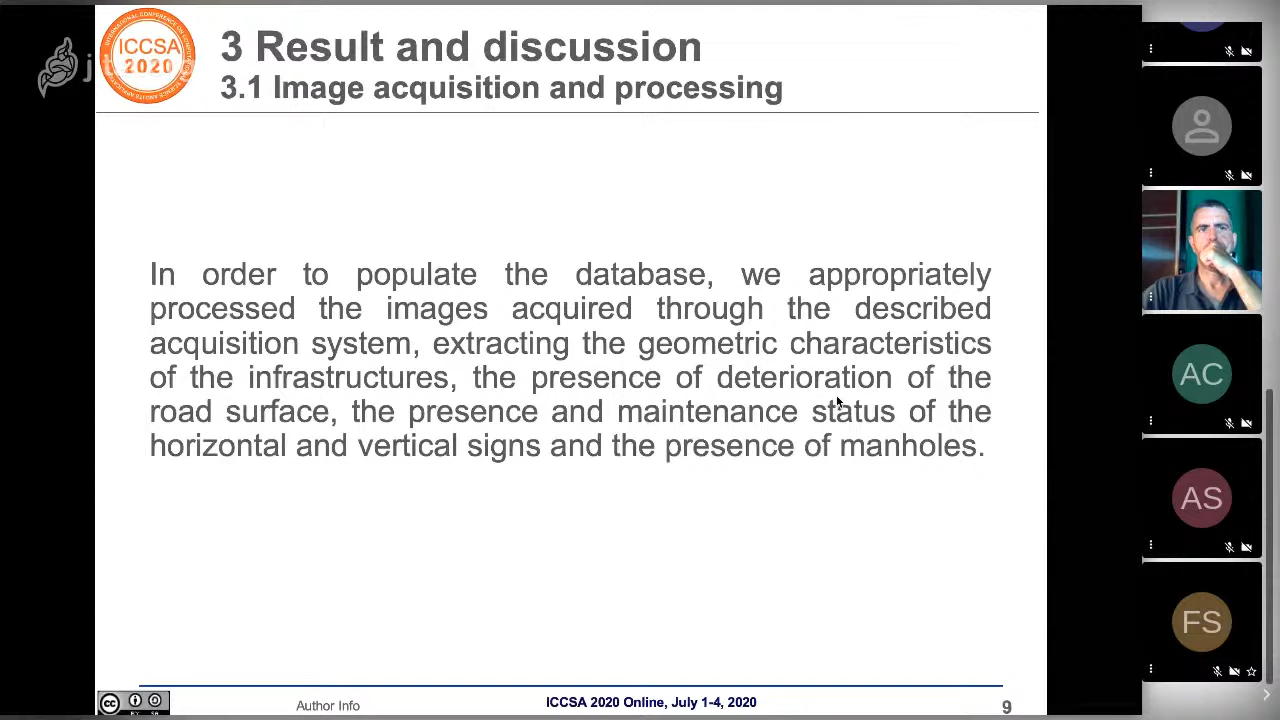 ICCSA
2020
3 Result and discussion
3.1 Image acquisition and processing
In order to populate the database, we appropriately
processed the images acquired through the described
acquisition system, extracting the geometric characteristics
of the infrastructures, the presence of deterioration of the
road surface, the presence and maintenance status of the
horizontal and vertical signs and the presence of manholes.
Author Info
ICCSA 2020 Online, July 1-4, 2020
9
AC
AS
FS